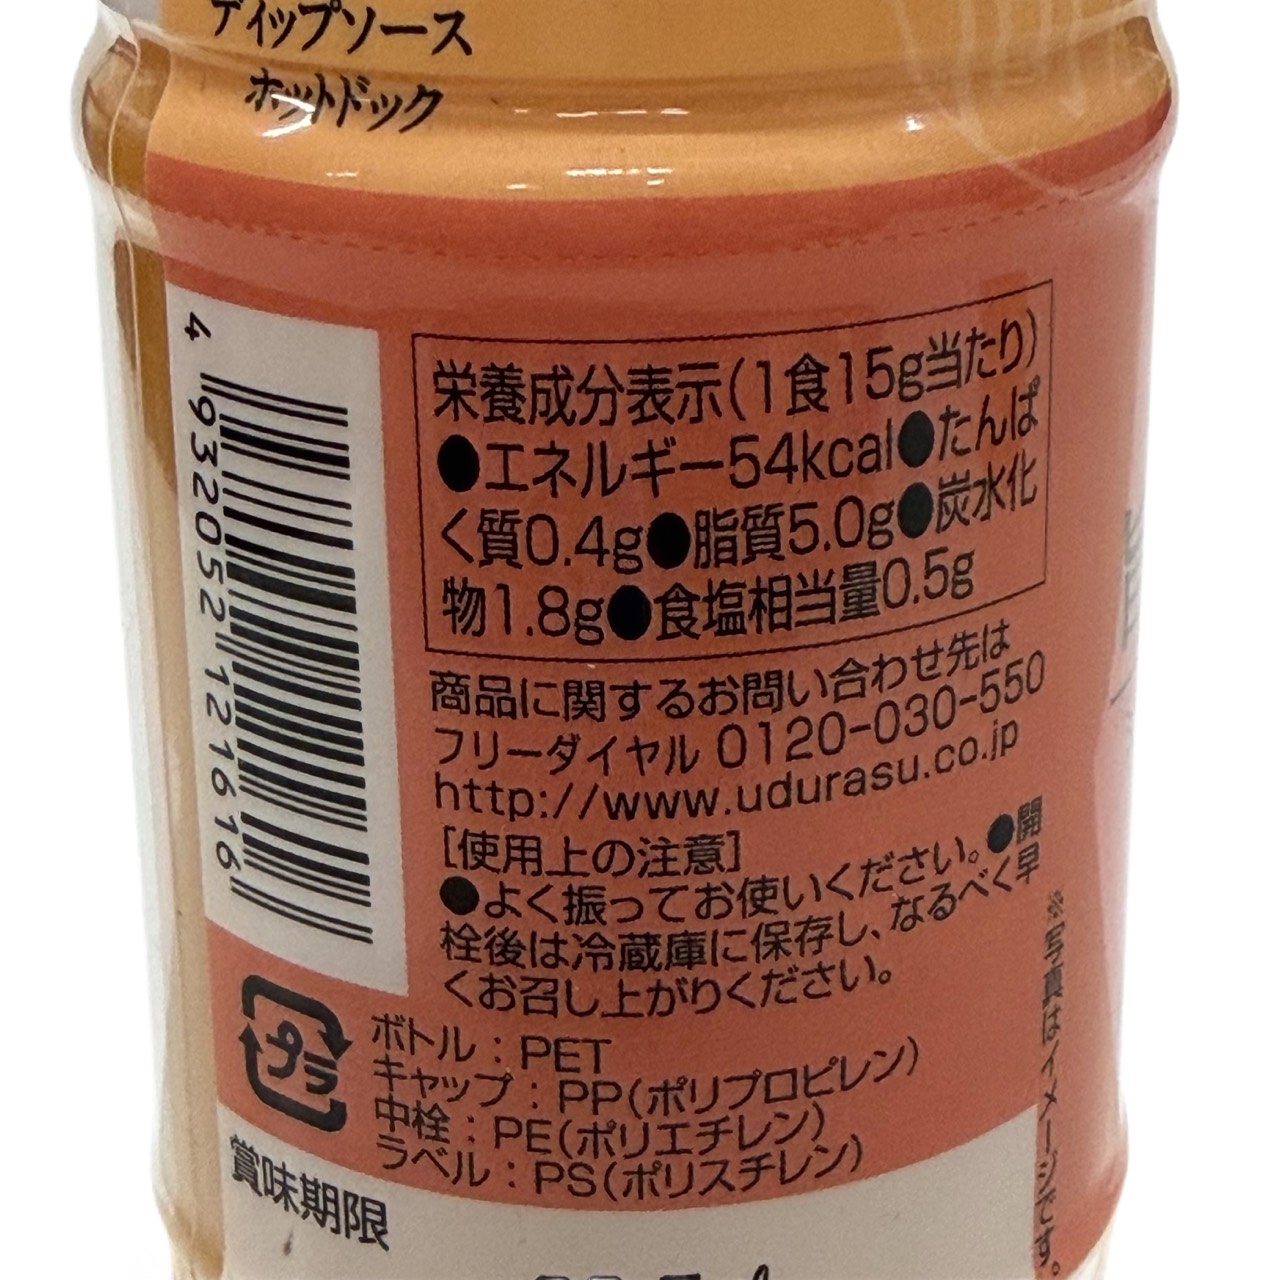 ディップソース
ホットドック
4 932052 121616
栄養成分表示(1食15g当たり)
●エネルギー54kcal●たんぱ
く質0.4g●脂質5.0g●炭水化
物1.8g●食塩相当量0.5g
商品に関するお問い合わせ先は
フリーダイヤル 0120-030-550
http://www.udurasu.co.jp
[使用上の注意]
●よく振ってお使いください。●開
栓後は冷蔵庫に保存し、なるべく早
くお召し上がりください。
プラ
ボトル：PET
キャップ：PP(ポリプロピレン)
中栓：PE(ポリエチレン)
ラベル：PS(ポリスチレン)
賞味期限
※写真はイメージです。